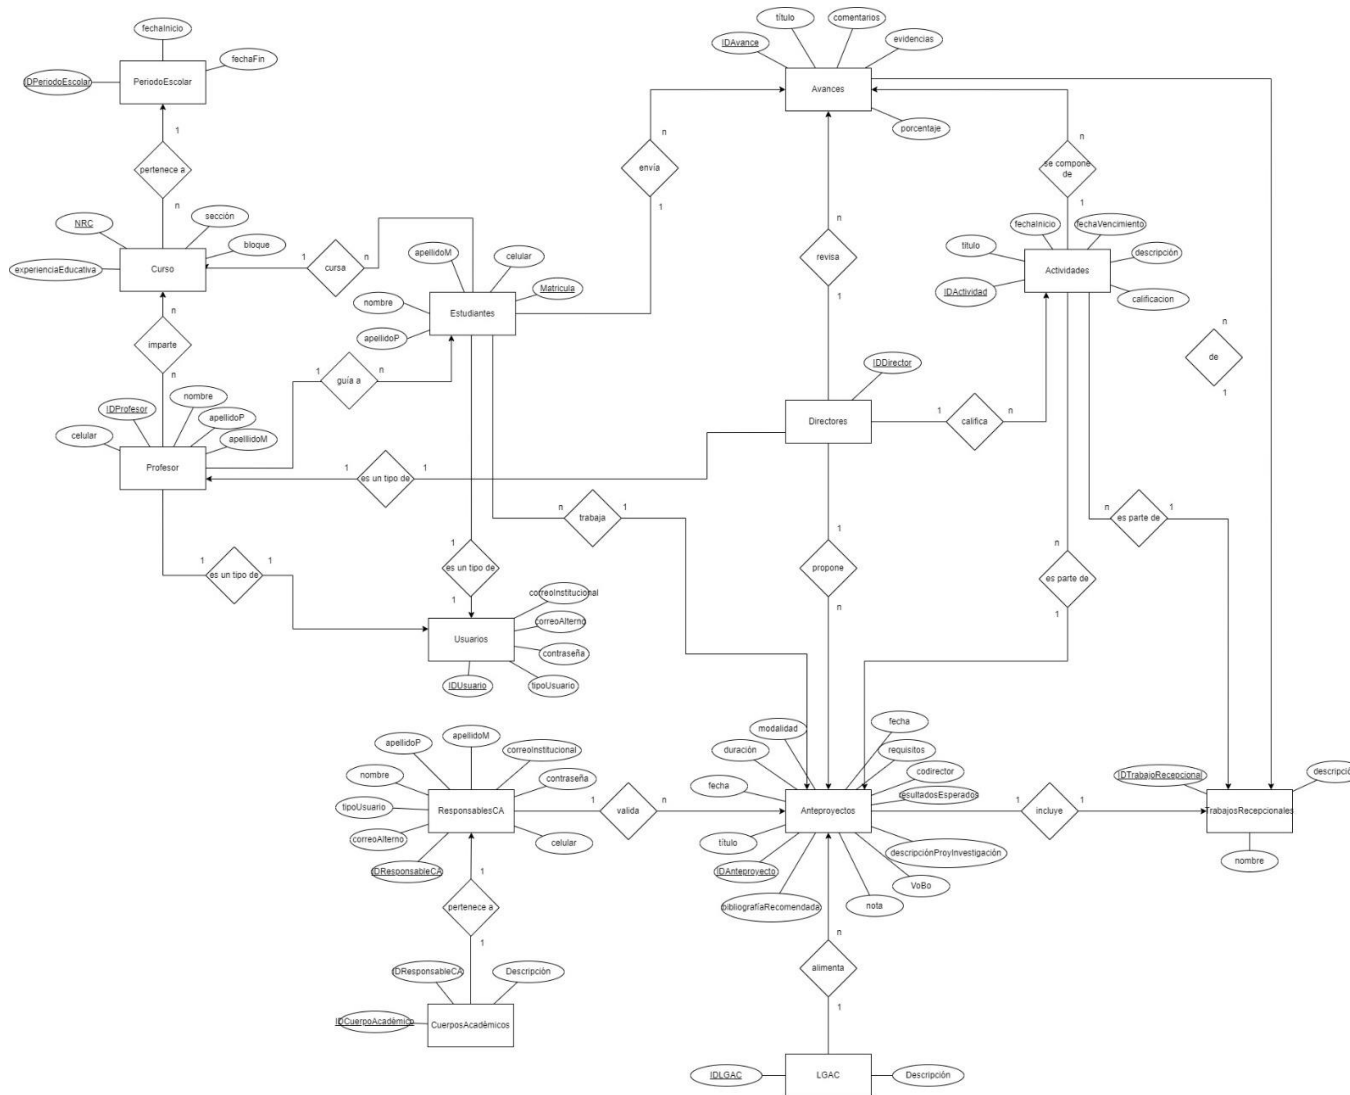 fechaInicio
fechaFin
IDPeriodoEscolar
PeriodoEscolar
1
pertenece a
n
NRC
sección
bloque
experienciaEducativa
Curso
1
cursa
n
n
imparte
n
IDProfesor
nombre
apellidoP
apelllidoM
celular
Profesor
apellidoM
celular
Matricula
nombre
apellidoP
Estudiantes
1
guía a
n
1
es un tipo de
1
1
es un tipo de
1
n
es un tipo de
1
correoInstitucional
correoAlterno
contraseña
tipoUsuario
IDUsuario
Usuarios
n
envía
1
título
comentarios
IDAvance
evidencias
Avances
porcentaje
n
revisa
1
n
se compone
de
1
fechaInicio
fechaVencimiento
título
descripción
IDActividad
calificacion
Actividades
n
de
1
IDDirector
Directores
1
califica
n
n
trabaja
1
1
propone
n
n
es parte de
1
n
es parte de
1
apellidoP
apellidoM
correoInstitucional
nombre
contraseña
tipoUsuario
correoAlterno
celular
IDResponsableCA
ResponsablesCA
1
valida
n
1
pertenece a
1
IDResponsableCA
Descripción
IDCuerpoAcadémico
CuerposAcadémicos
modalidad
fecha
duración
requisitos
codirector
fecha
resultadosEsperados
Anteproyectos
título
descripciónProyInvestigación
IDAnteproyecto
VoBo
bibliografíaRecomendada
nota
1
incluye
1
IDTrabajoRecepcional
descripción
TrabajosRecepcionales
nombre
n
alimenta
1
IDLGAC
LGAC
Descripción